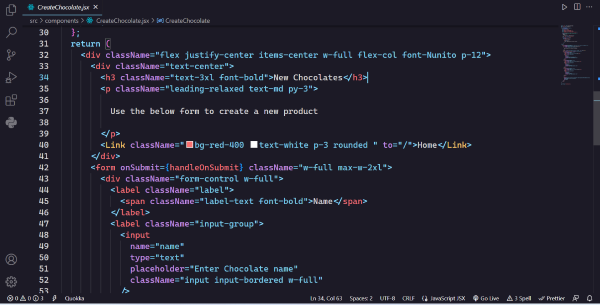 CreateChocolate.jsx ×
src > components > CreateChocolate.jsx > CreateChocolate
30 };
31 return (
32 <div className="flex justify-center items-center w-full flex-col font-Nunito p-12">
33 <div className="text-center">
34 <h3 className="text-3xl font-bold">New Chocolates</h3>
35 <p className="leading-relaxed text-md py-3">
36
37 Use the below form to create a new product
38
39 </p>
40 <Link className="bg-red-400 text-white p-3 rounded " to="/">Home</Link>
41 </div>
42 <form onSubmit={handleOnSubmit} className="w-full max-w-2xl">
43 <div className="form-control w-full">
44 <label className="label">
45 <span className="label-text font-bold">Name</span>
46 </label>
47 <label className="input-group">
48 <input
49 name="name"
50 type="text"
51 placeholder="Enter Chocolate name"
52 className="input input-bordered w-full"
/>
0 0 3 Quokka Ln 34, Col 63 Spaces: 2 UTF-8 CRLF JavaScript JSX Go Live 3 Spell Prettier